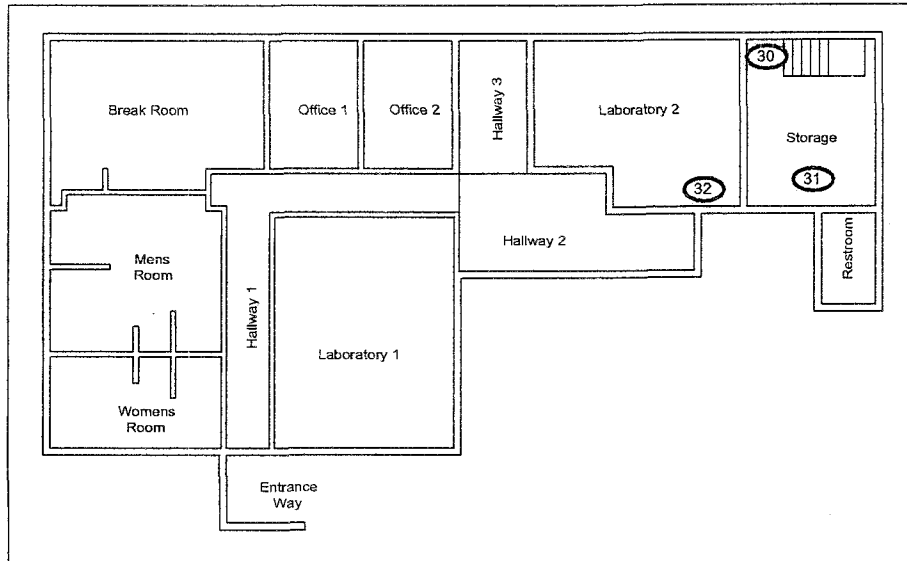 30
Break Room
Office 1
Office 2
Hallway 3
Laboratory 2
Storage
31
32
Hallway 2
Restroom
Mens
Room
Hallway 1
Laboratory 1
Womens
Room
Entrance
Way